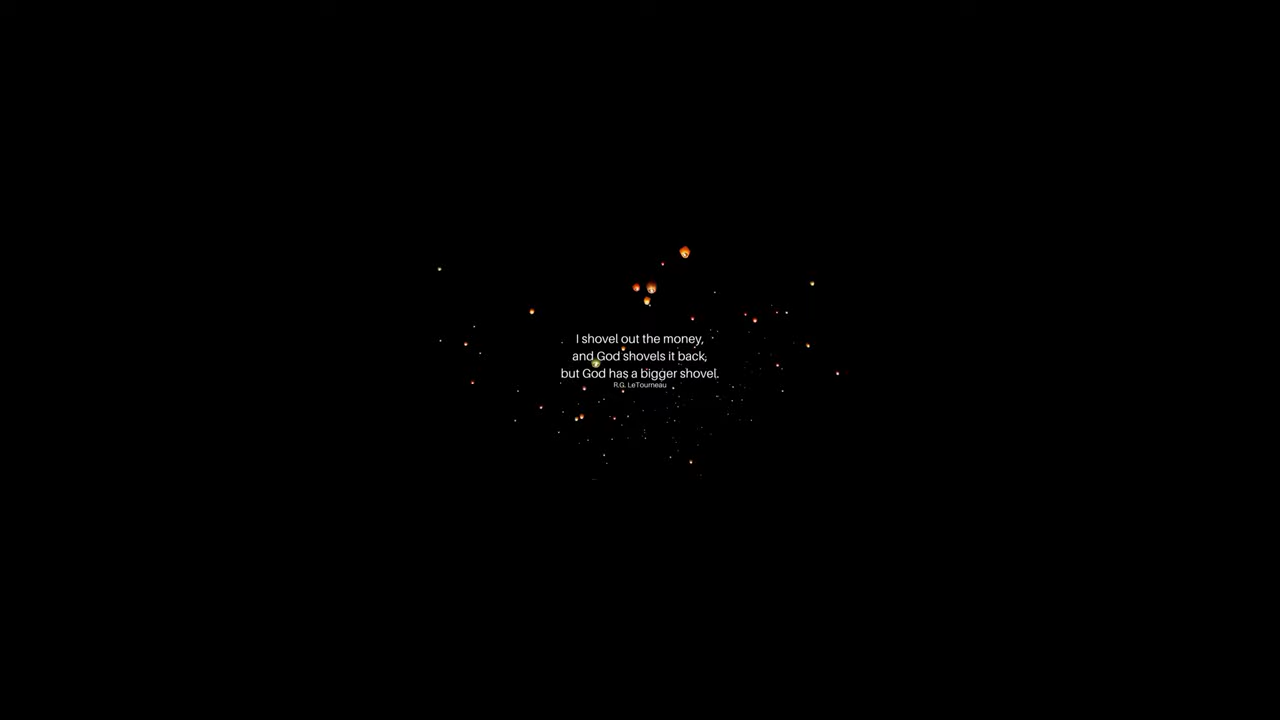 I shovel out the money,
and God shovels it back,
but God has a bigger shovel.
R.G. LeTourneau